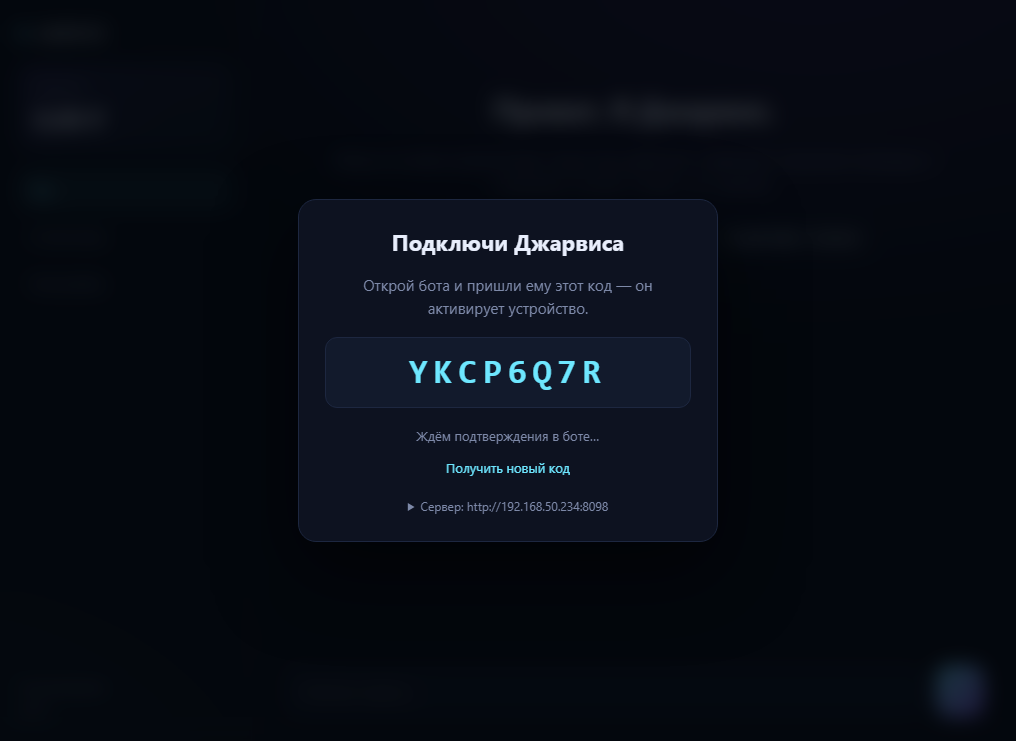 Подключи Джарвиса
Открой бота и пришли ему этот код — он
активирует устройство.
YKCP6Q7R
Ждём подтверждения в боте...
Получить новый код
▶ Сервер: http://192.168.50.234:8098